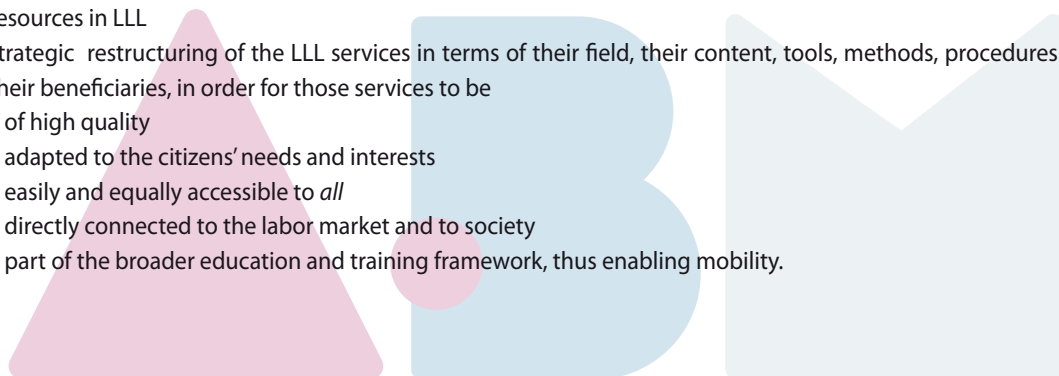 esources in LLL
trategic restructuring of the LLL services in terms of their field, their content, tools, methods, procedures
heir beneficiaries, in order for those services to be
of high quality
adapted to the citizens’ needs and interests
easily and equally accessible to all
directly connected to the labor market and to society
part of the broader education and training framework, thus enabling mobility.